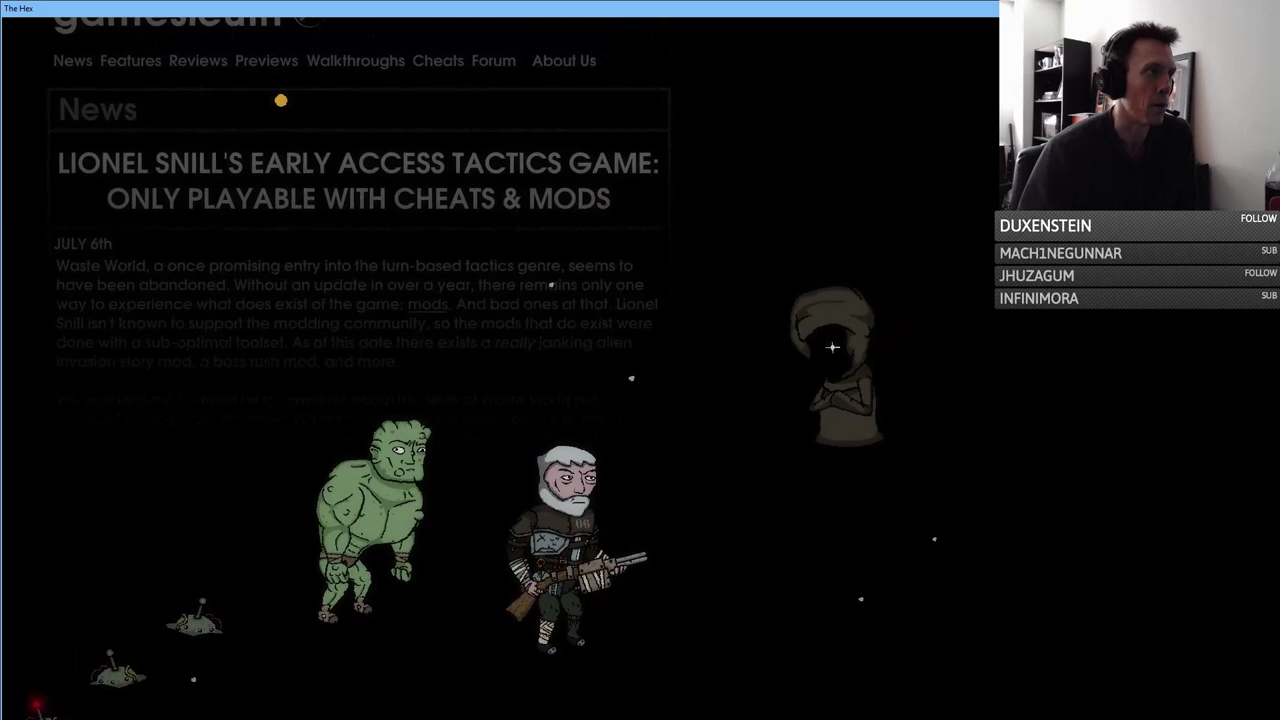 The Hex
gamesleuth
News Features Reviews Previews Walkthroughs Cheats Forum About Us
News
LIONEL SNILL'S EARLY ACCESS TACTICS GAME:
ONLY PLAYABLE WITH CHEATS & MODS
JULY 6th
Waste World, a once promising entry into the turn-based tactics genre, seems to
have been abandoned. Without an update in over a year, there remains only one
way to experience what does exist of the game: mods. And bad ones at that. Lionel
Snill isn't known to support the modding community, so the mods that do exist were
done with a sub-optimal toolset. As of this date there exists a really janking alien
invasion story mod, a boss rush mod, and more.
06
DUXENSTEIN FOLLOW
MACH1NEGUNNAR SUB
JHUZAGUM FOLLOW
INFINIMORA SUB